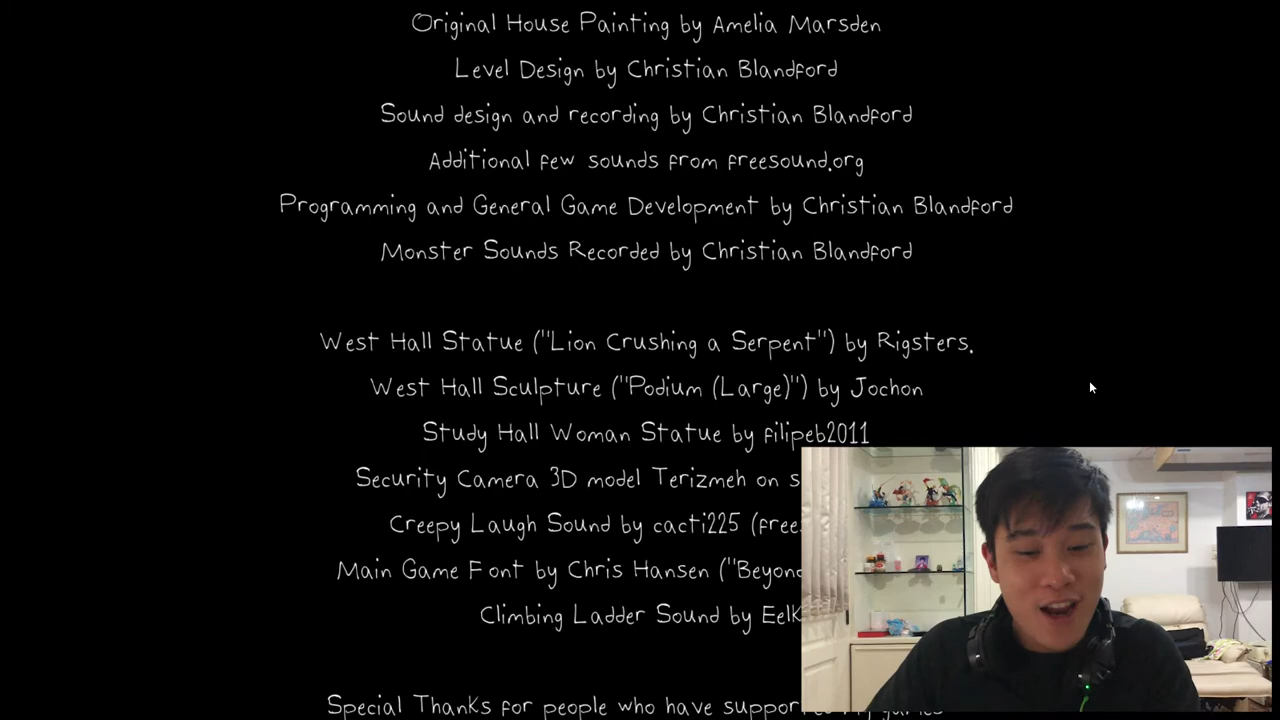 Original House Painting by Amelia Marsden
Level Design by Christian Blandford
Sound design and recording by Christian Blandford
Additional few sounds from freesound.org
Programming and General Game Development by Christian Blandford
Monster Sounds Recorded by Christian Blandford
West Hall Statue ("Lion Crushing a Serpent") by Rigsters.
West Hall Sculpture ("Podium (Large)") by Jochon
Study Hall Woman Statue by filipeb2011
Security Camera 3D model Terizmeh on
Creepy Laugh Sound by cacti225
Main Game Font by Chris Hansen
Climbing Ladder Sound by
Special Thanks for people who have